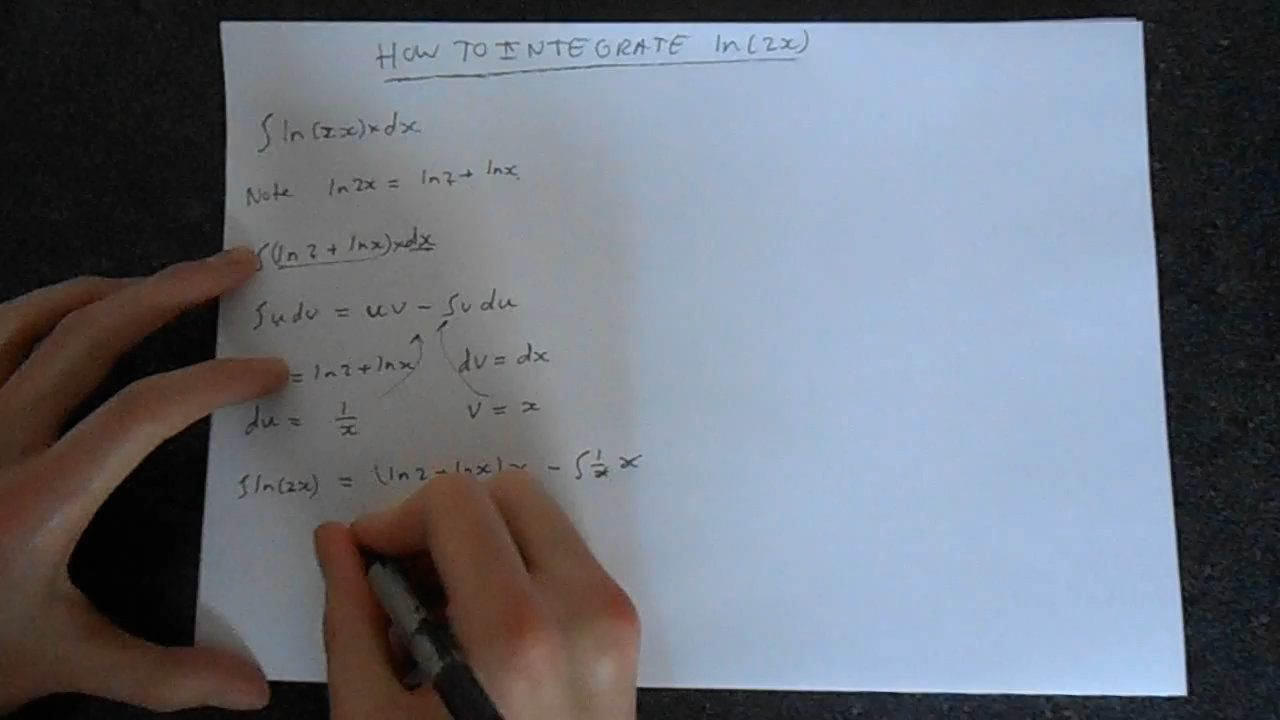 HOW TO INTEGRATE ln(2x)
∫ ln(2x)×dx
Note ln2x = ln2 + lnx
∫(ln2 + lnx)×dx
∫udv = uv − ∫vdu
= ln2 + lnx dv = dx
du = 1/x v = x
∫ln(2x) = (ln2 + lnx)x − ∫ 1/x x